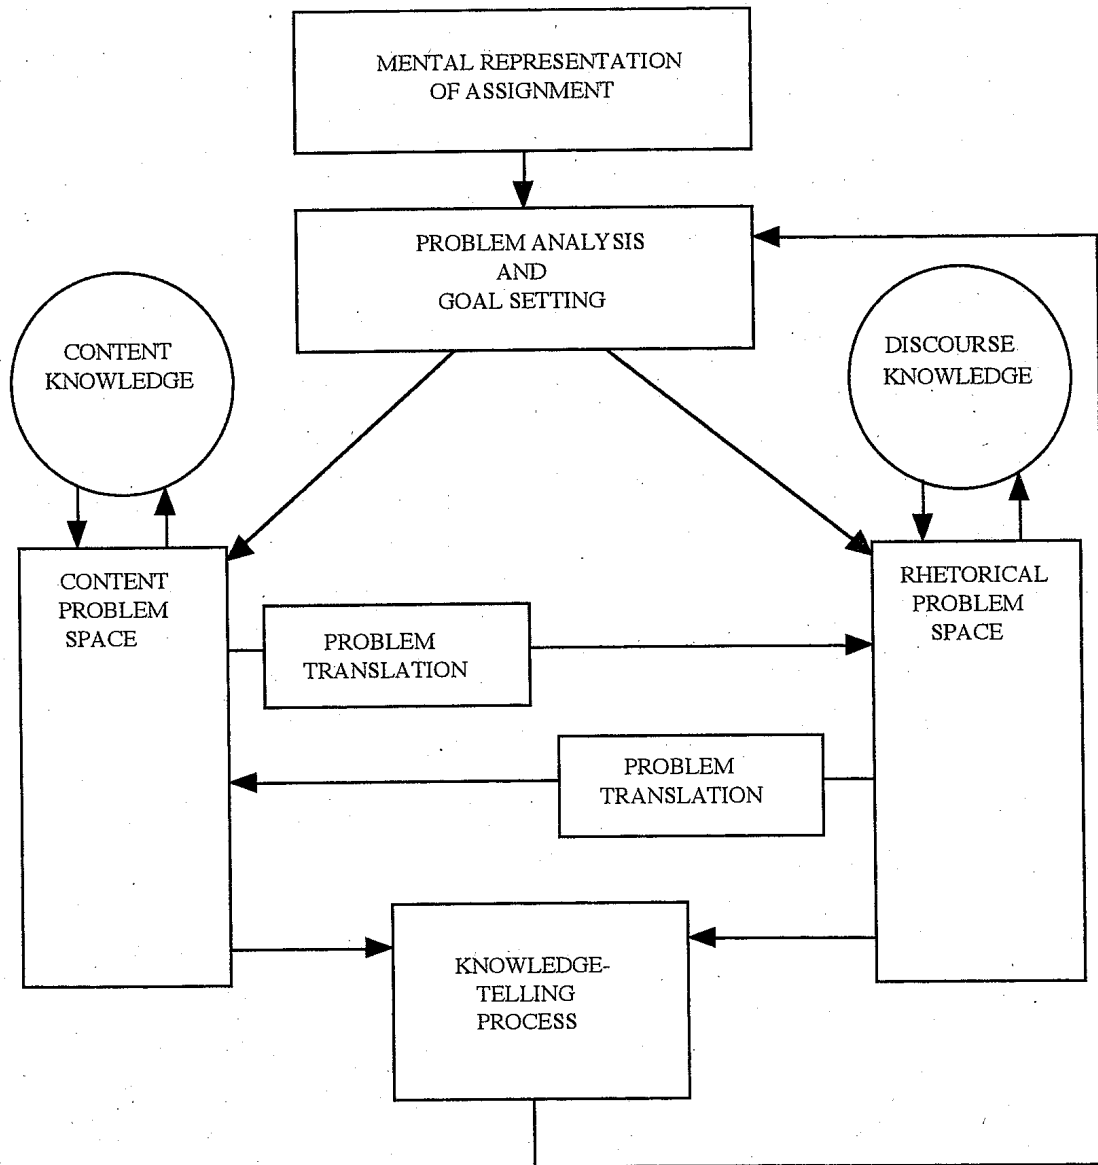 MENTAL REPRESENTATION
OF ASSIGNMENT
PROBLEM ANALYSIS
AND
GOAL SETTING
CONTENT
KNOWLEDGE
DISCOURSE
KNOWLEDGE
CONTENT
PROBLEM
SPACE
RHETORICAL
PROBLEM
SPACE
PROBLEM
TRANSLATION
PROBLEM
TRANSLATION
KNOWLEDGE-
TELLING
PROCESS